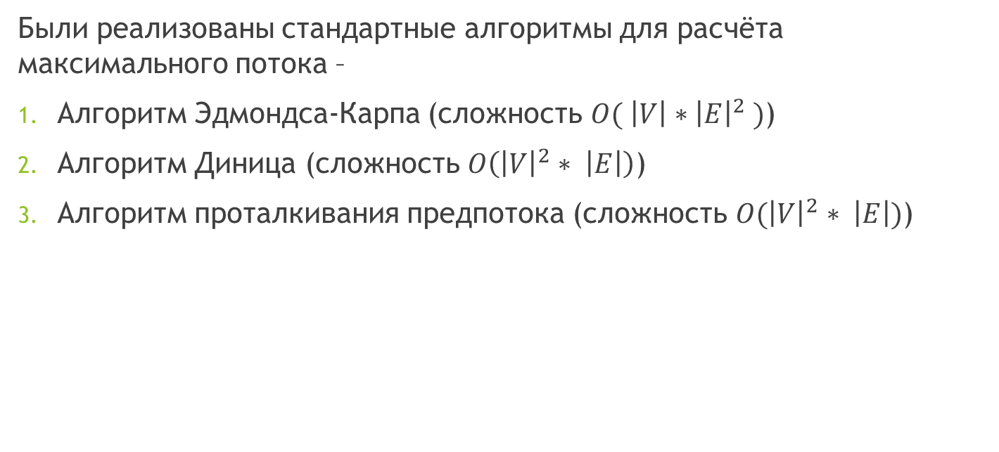 Были реализованы стандартные алгоритмы для расчёта
максимального потока –
1. Алгоритм Эдмондса-Карпа (сложность 𝑂( |𝑉| ∗ |𝐸|² ))
2. Алгоритм Диница (сложность 𝑂(|𝑉|² ∗ |𝐸|))
3. Алгоритм проталкивания предпотока (сложность 𝑂(|𝑉|² ∗ |𝐸|))